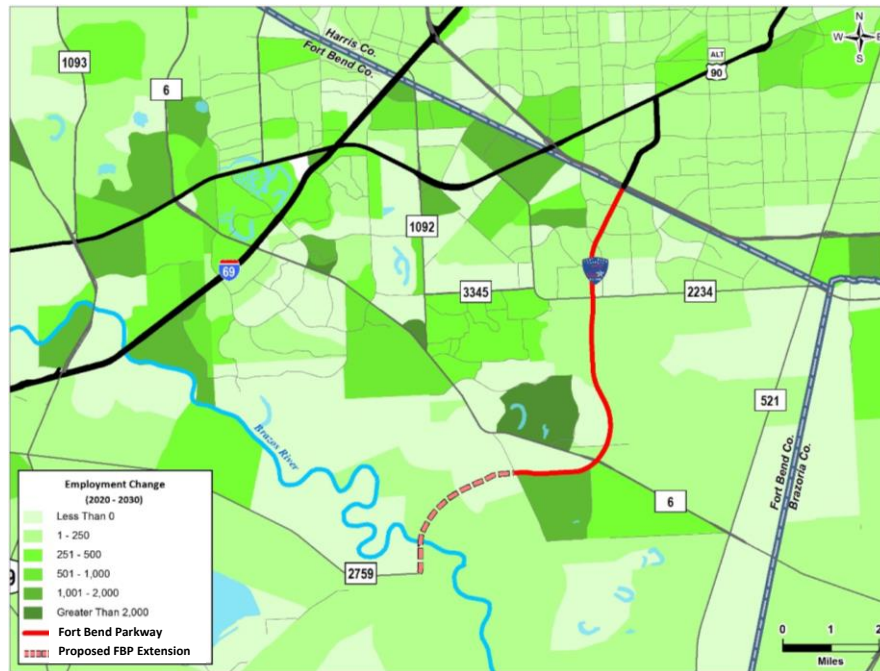 N
W E
S
Harris Co.
Fort Bend Co.
ALT
90
1093
6
1092
69
3345
2234
521
Brazos River
Fort Bend Co.
Brazoria Co.
6
2759
9
Employment Change
(2020 - 2030)
Less Than 0
1 - 250
251 - 500
501 - 1,000
1,001 - 2,000
Greater Than 2,000
Fort Bend Parkway
Proposed FBP Extension
0 1 2
Miles